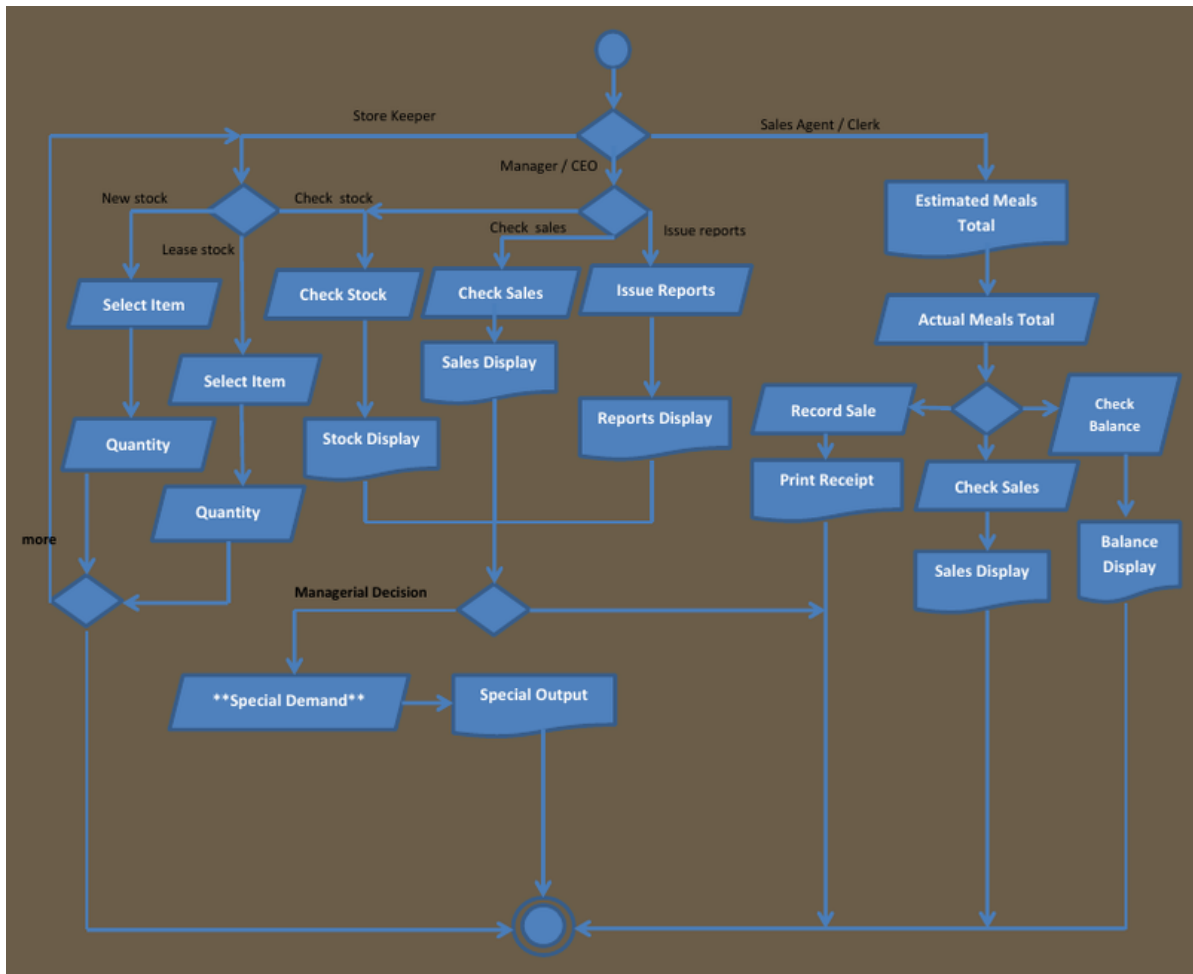 Store Keeper
Sales Agent / Clerk
Manager / CEO
New stock
Check stock
Lease stock
Check sales
Issue reports
Estimated Meals
Total
Select Item
Check Stock
Check Sales
Issue Reports
Actual Meals Total
Sales Display
Select Item
Record Sale
Check
Balance
Quantity
Stock Display
Reports Display
Print Receipt
Check Sales
Quantity
more
Sales Display
Balance
Display
Managerial Decision
**Special Demand**
Special Output